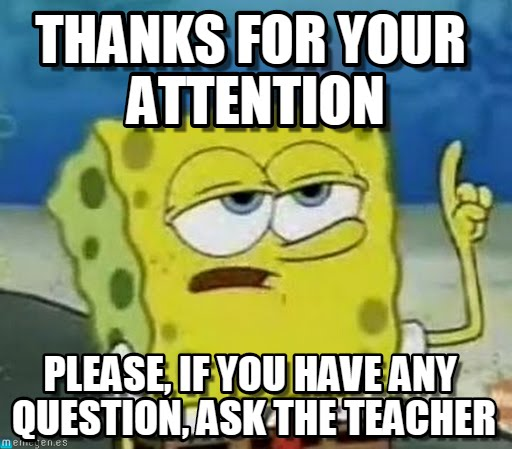 THANKS FOR YOUR
ATTENTION
PLEASE, IF YOU HAVE ANY
QUESTION, ASK THE TEACHER
memegen.es